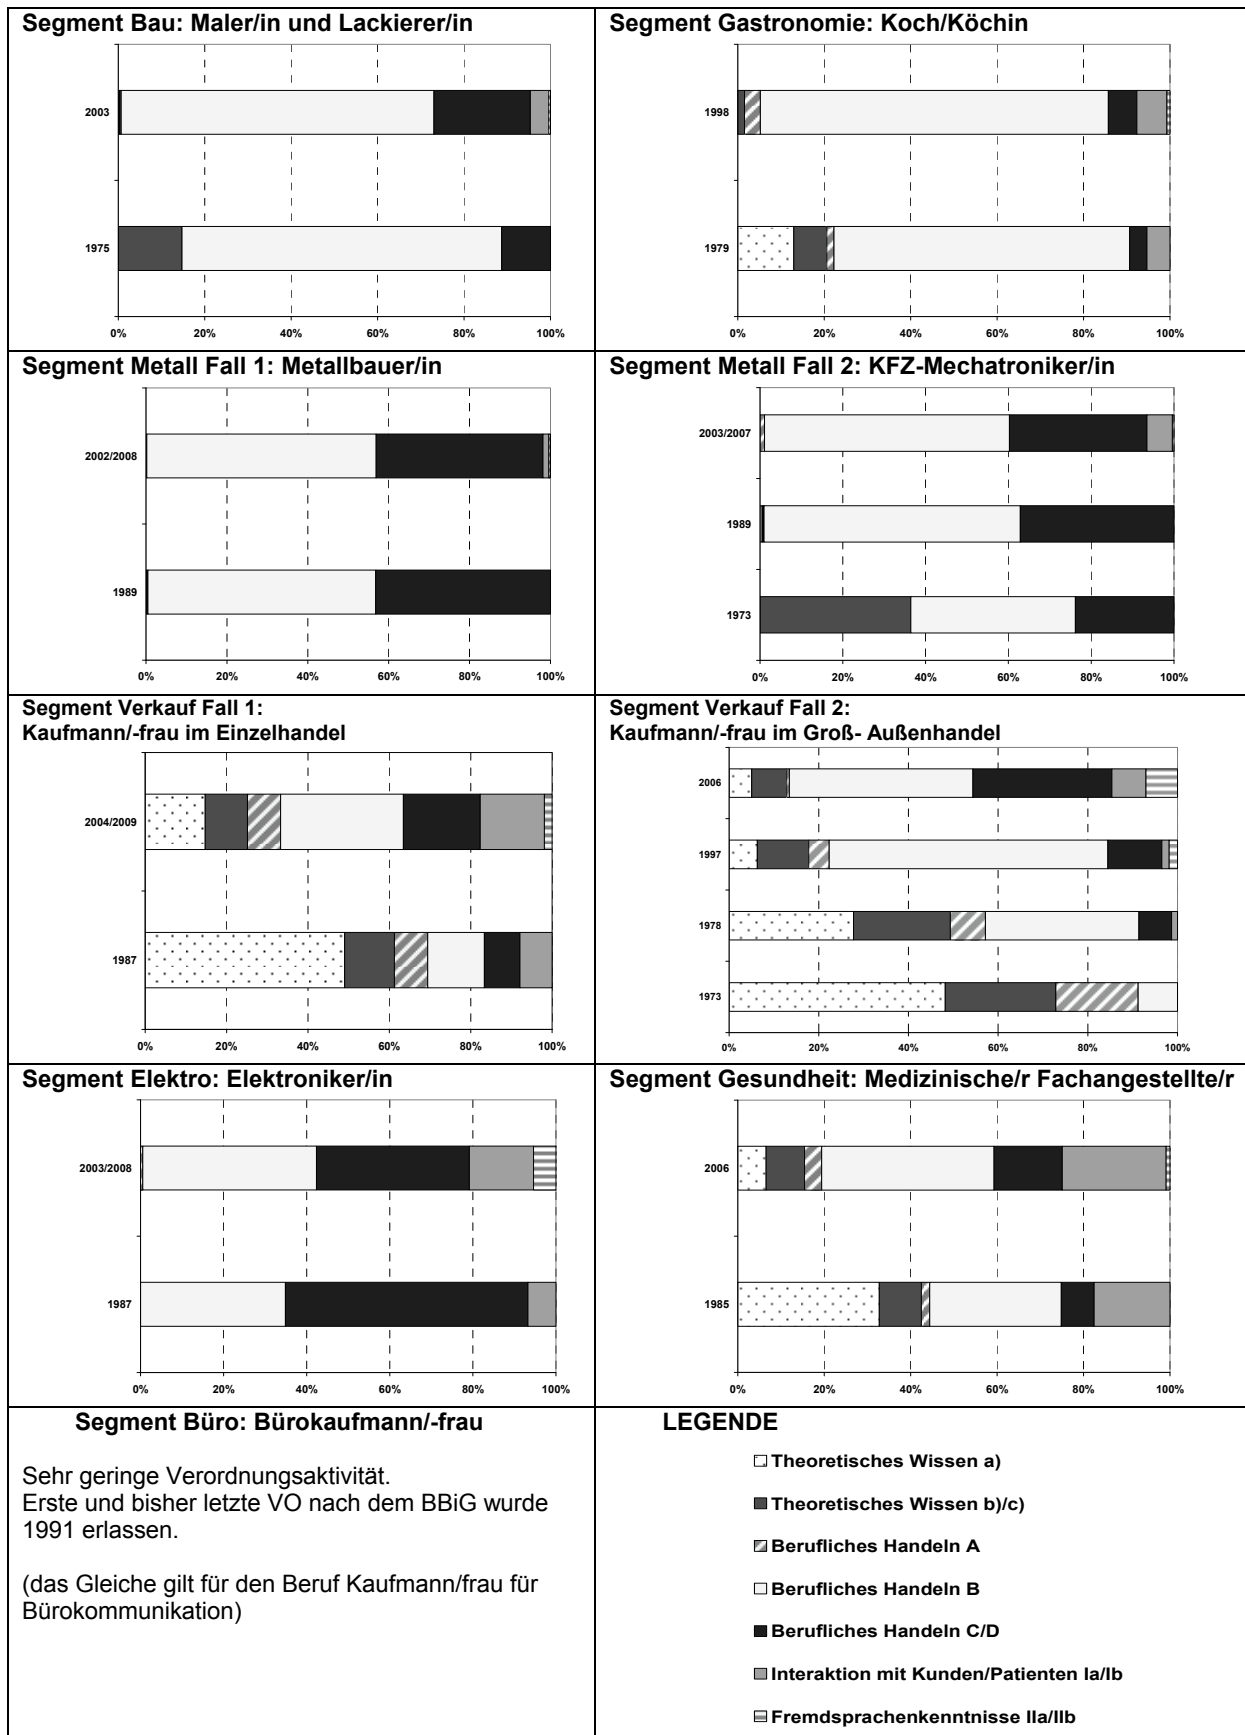 Segment Bau: Maler/in und Lackierer/in
2003
1975
0% 20% 40% 60% 80% 100%
Segment Gastronomie: Koch/Köchin
1998
1979
0% 20% 40% 60% 80% 100%
Segment Metall Fall 1: Metallbauer/in
2002/2008
1989
0% 20% 40% 60% 80% 100%
Segment Metall Fall 2: KFZ-Mechatroniker/in
2003/2007
1989
1973
0% 20% 40% 60% 80% 100%
Segment Verkauf Fall 1:
Kaufmann/-frau im Einzelhandel
2004/2009
1987
0% 20% 40% 60% 80% 100%
Segment Verkauf Fall 2:
Kaufmann/-frau im Groß- Außenhandel
2006
1997
1978
1973
0% 20% 40% 60% 80% 100%
Segment Elektro: Elektroniker/in
2003/2008
1987
0% 20% 40% 60% 80% 100%
Segment Gesundheit: Medizinische/r Fachangestellte/r
2006
1985
0% 20% 40% 60% 80% 100%
Segment Büro: Bürokaufmann/-frau
Sehr geringe Verordnungsaktivität.
Erste und bisher letzte VO nach dem BBiG wurde
1991 erlassen.
(das Gleiche gilt für den Beruf Kaufmann/frau für
Bürokommunikation)
LEGENDE
Theoretisches Wissen a)
Theoretisches Wissen b)/c)
Berufliches Handeln A
Berufliches Handeln B
Berufliches Handeln C/D
Interaktion mit Kunden/Patienten Ia/Ib
Fremdsprachenkenntnisse IIa/IIb